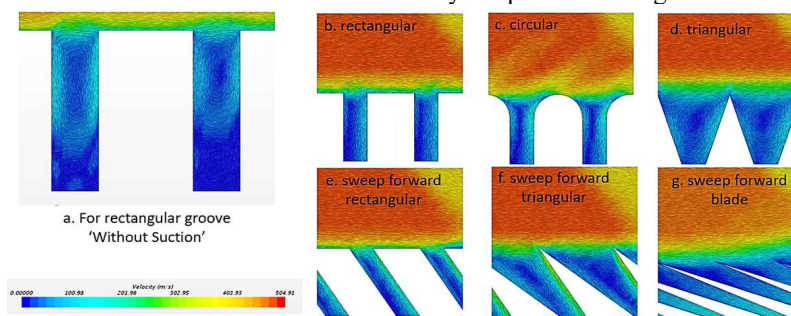 a. For rectangular groove
'Without Suction'
b. rectangular
c. circular
d. triangular
e. sweep forward
rectangular
f. sweep forward
triangular
g. sweep forward
blade
Velocity (m/s)
0.00000 100.98 201.96 302.95 403.93 504.91